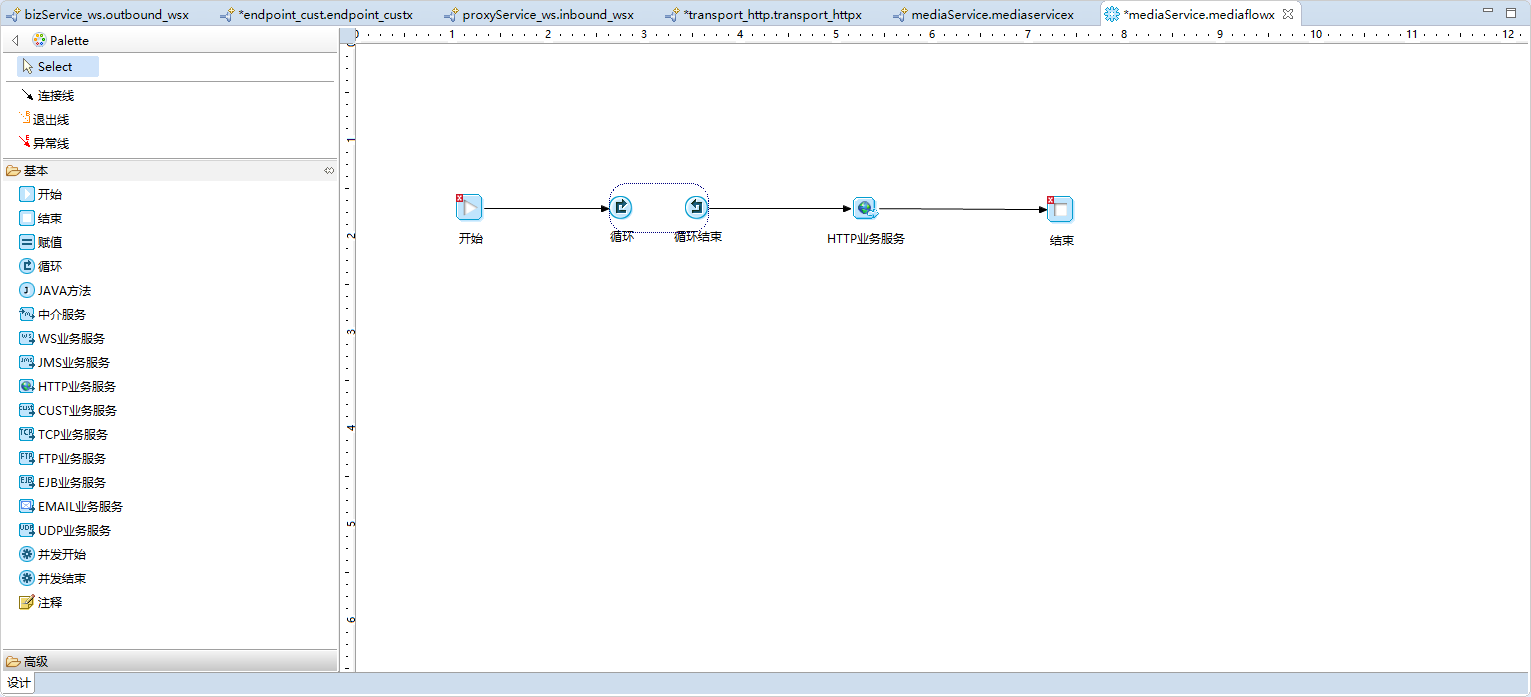 bizService_ws.outbound_wsx
*endpoint_cust.endpoint_custx
proxyService_ws.inbound_wsx
*transport_http.transport_httpx
mediaService.mediaservicex
*mediaService.mediaflowx
Palette
0 1 2 3 4 5 6 7 8 9 10 11 12
Select
连接线
退出线
异常线
基本
开始
结束
赋值
循环
JAVA方法
中介服务
WS业务服务
JMS业务服务
HTTP业务服务
CUST业务服务
TCP业务服务
FTP业务服务
EJB业务服务
EMAIL业务服务
UDP业务服务
并发开始
并发结束
注释
高级
设计
0
1
2
3
4
5
6
开始
循环
循环结束
HTTP业务服务
结束